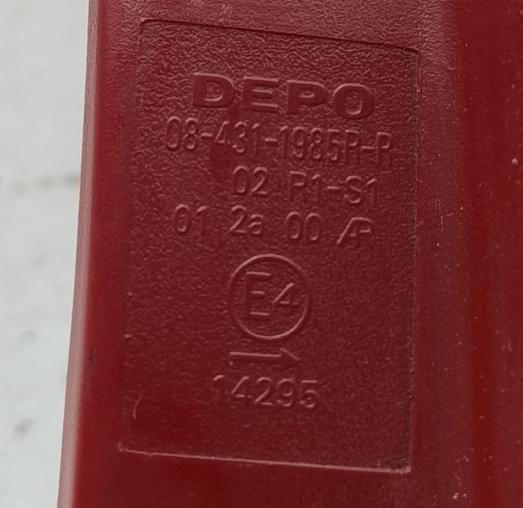 DEPO
08-431-1985R-R
02 R1-S1
01 2a 00 AR
E4
→
14295